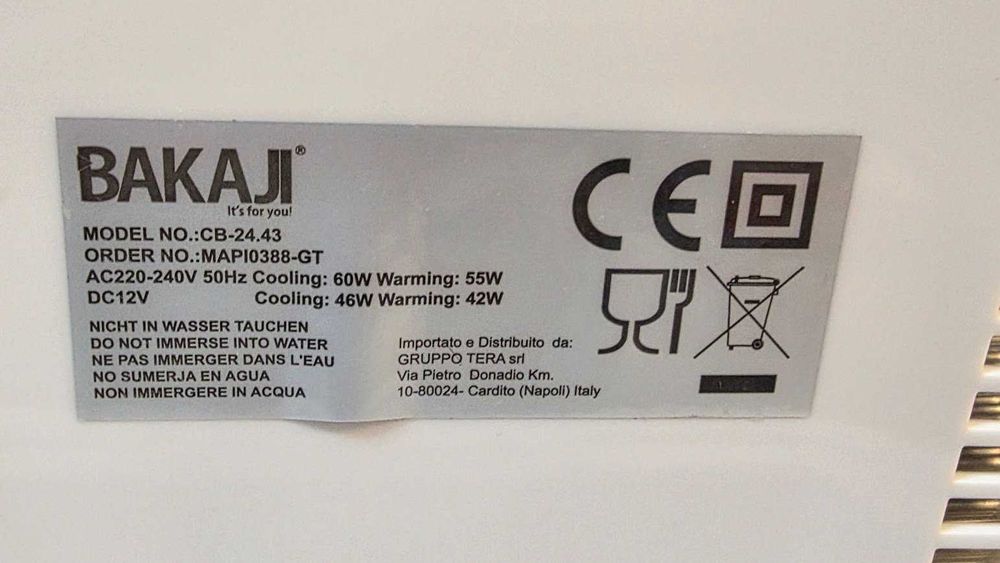 BAKAJI®
It's for you!
MODEL NO.:CB-24.43
ORDER NO.:MAPI0388-GT
AC220-240V 50Hz Cooling: 60W Warming: 55W
DC12V Cooling: 46W Warming: 42W
NICHT IN WASSER TAUCHEN
DO NOT IMMERSE INTO WATER
NE PAS IMMERGER DANS L'EAU
NO SUMERJA EN AGUA
NON IMMERGERE IN ACQUA
Importato e Distribuito da:
GRUPPO TERA srl
Via Pietro Donadio Km.
10-80024- Cardito (Napoli) Italy
CE